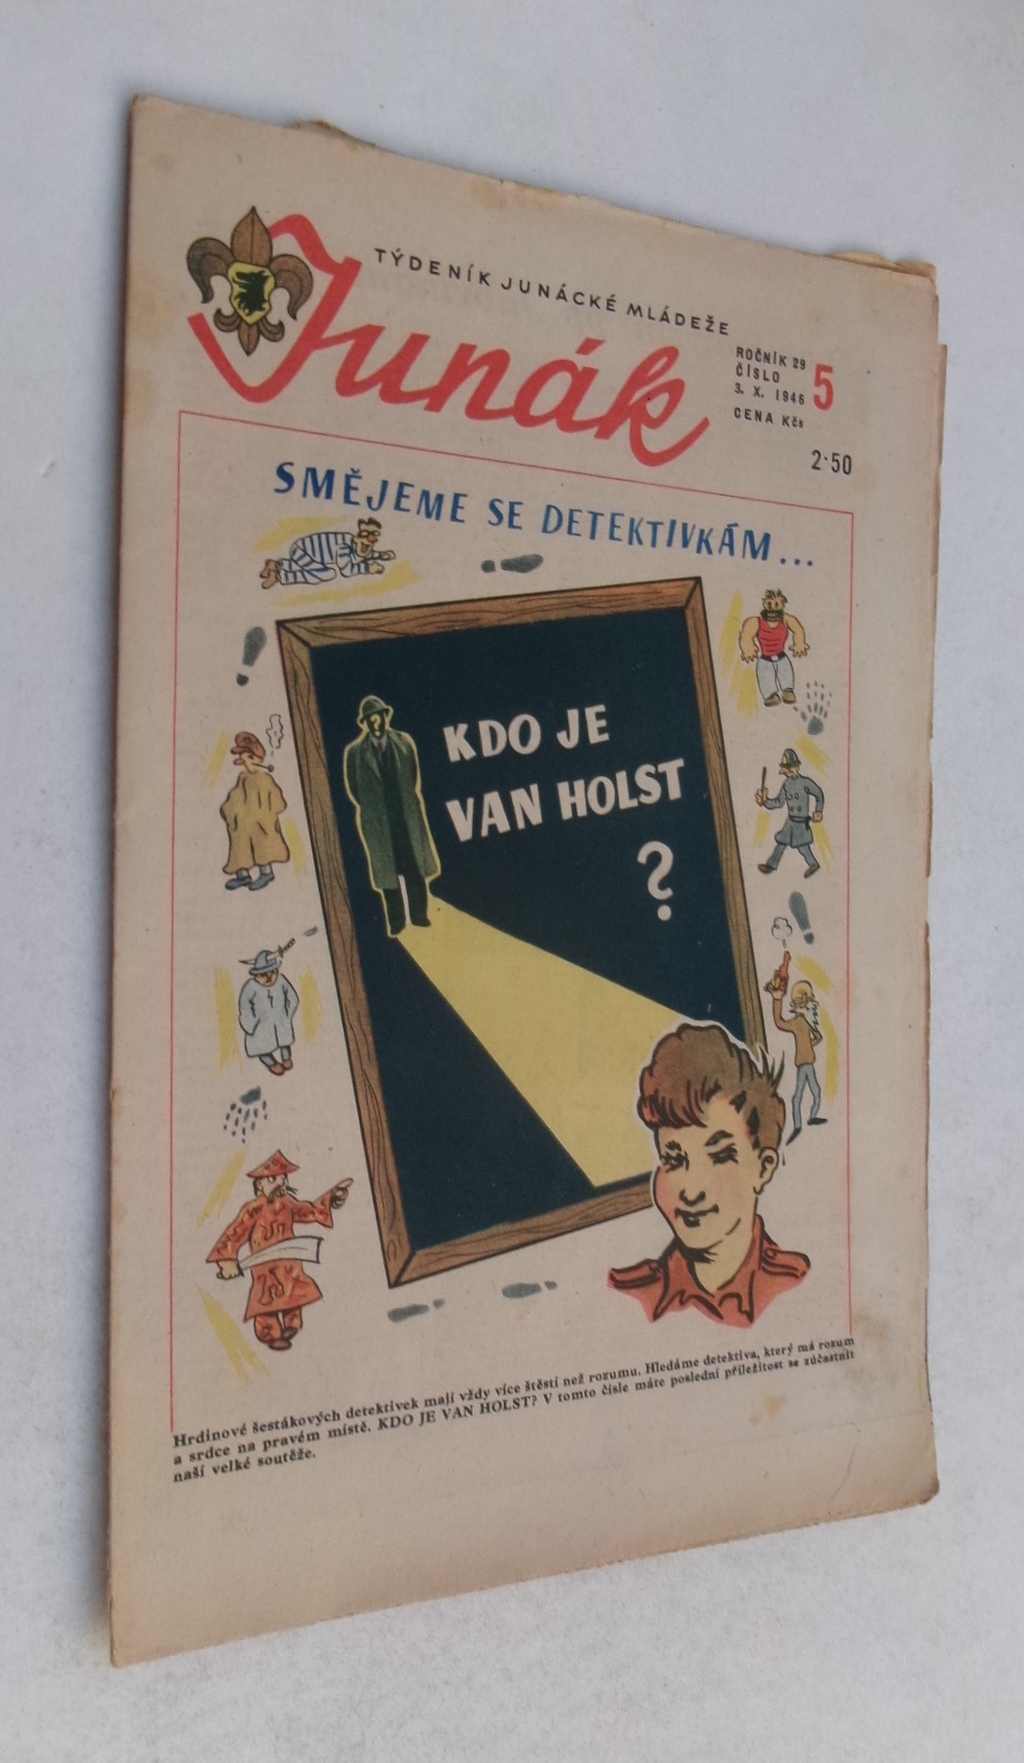 TÝDENÍK JUNÁCKÉ MLÁDEŽE
Junák
ROČNÍK 29
ČÍSLO 5
3. X. 1946
CENA Kčs
2·50
SMĚJEME SE DETEKTIVKÁM...
KDO JE
VAN HOLST
?
Hrdinové šestákových detektivek mají vždy více štěstí než rozumu. Hledáme detektiva, který má rozum
a srdce na pravém místě. KDO JE VAN HOLST? V tomto čísle máte poslední příležitost se zúčastnit
naší velké soutěže.